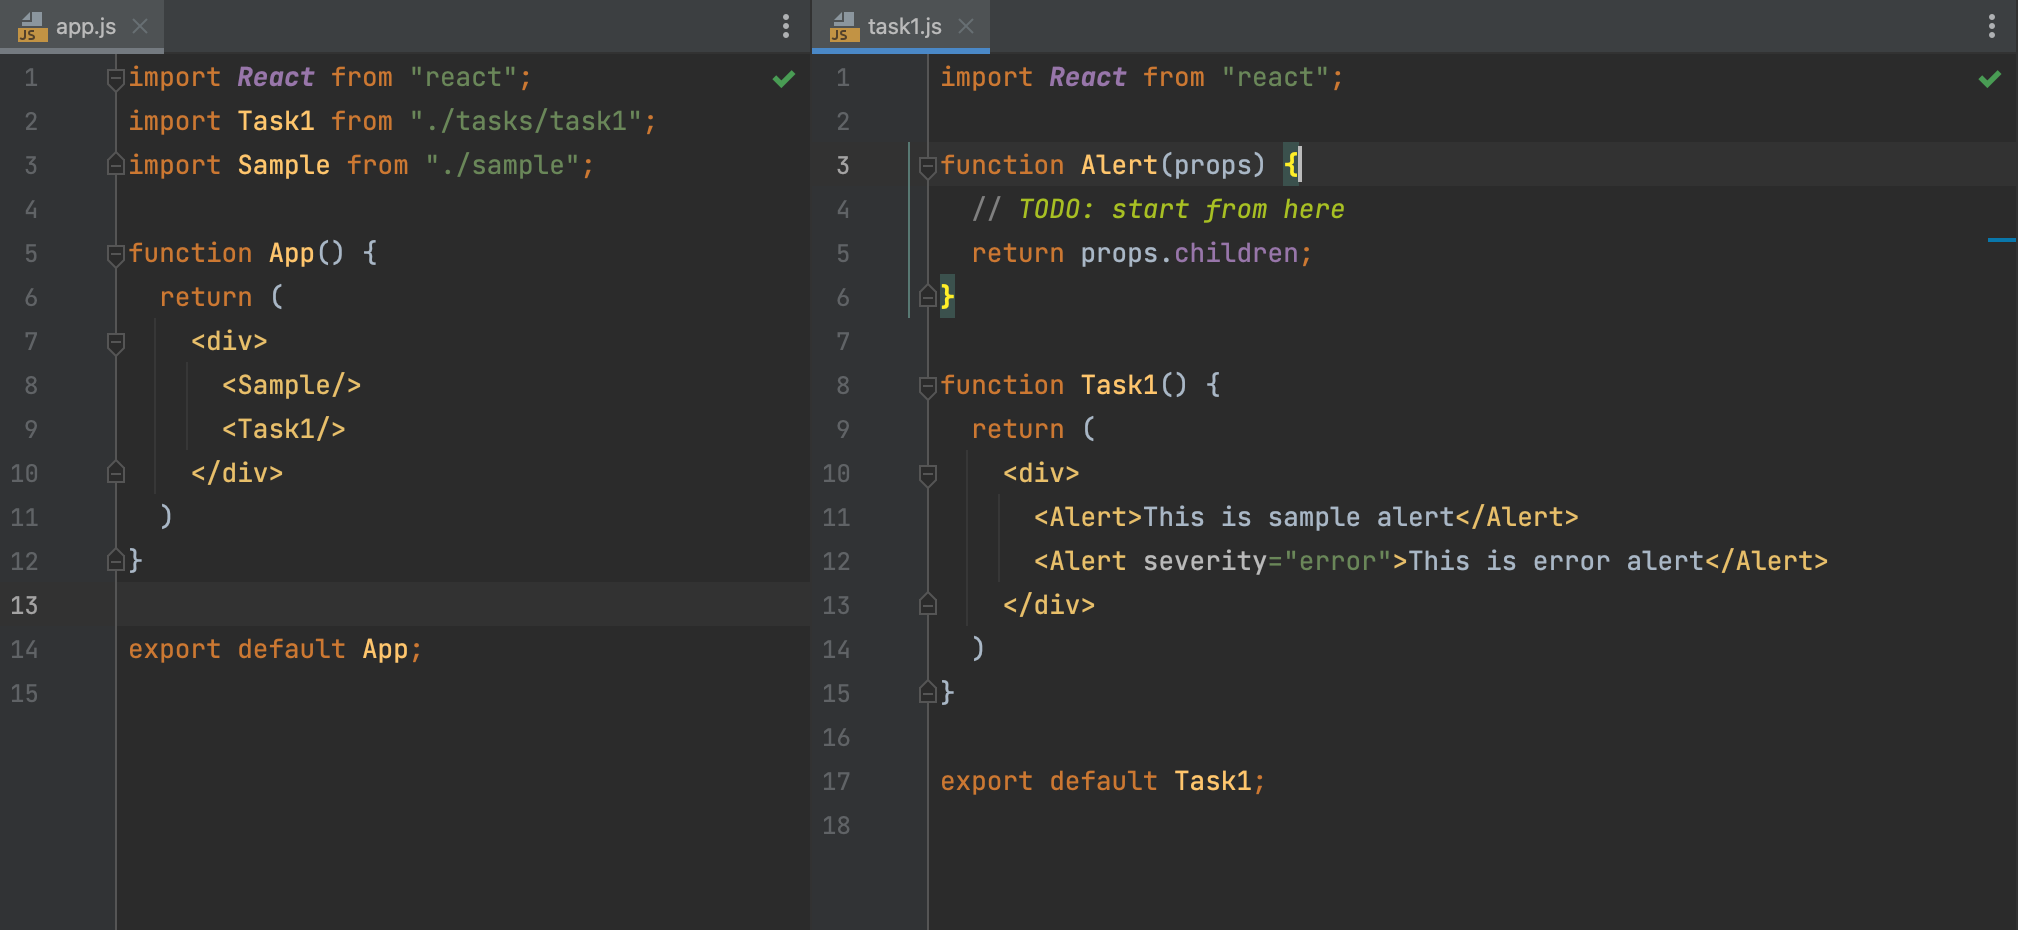 JS app.js
1 import React from "react";
2 import Task1 from "./tasks/task1";
3 import Sample from "./sample";
4
5 function App() {
6   return (
7     <div>
8       <Sample/>
9       <Task1/>
10     </div>
11   )
12 }
13
14 export default App;
15
JS task1.js
1 import React from "react";
2
3 function Alert(props) {
4   // TODO: start from here
5   return props.children;
6 }
7
8 function Task1() {
9   return (
10     <div>
11       <Alert>This is sample alert</Alert>
12       <Alert severity="error">This is error alert</Alert>
13     </div>
14   )
15 }
16
17 export default Task1;
18